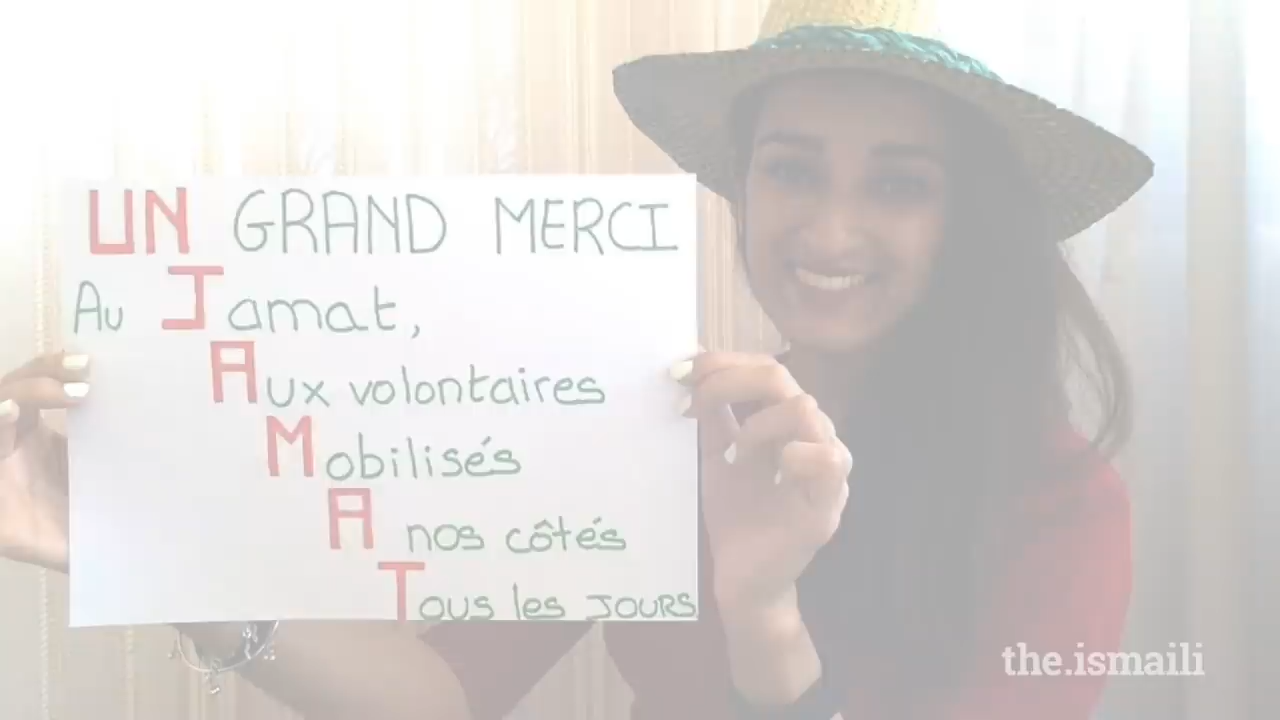 UN GRAND MERCI
Au Jamat,
Aux volontaires
Mobilisés
A nos côtés
Tous les JOURS
the.ismaili